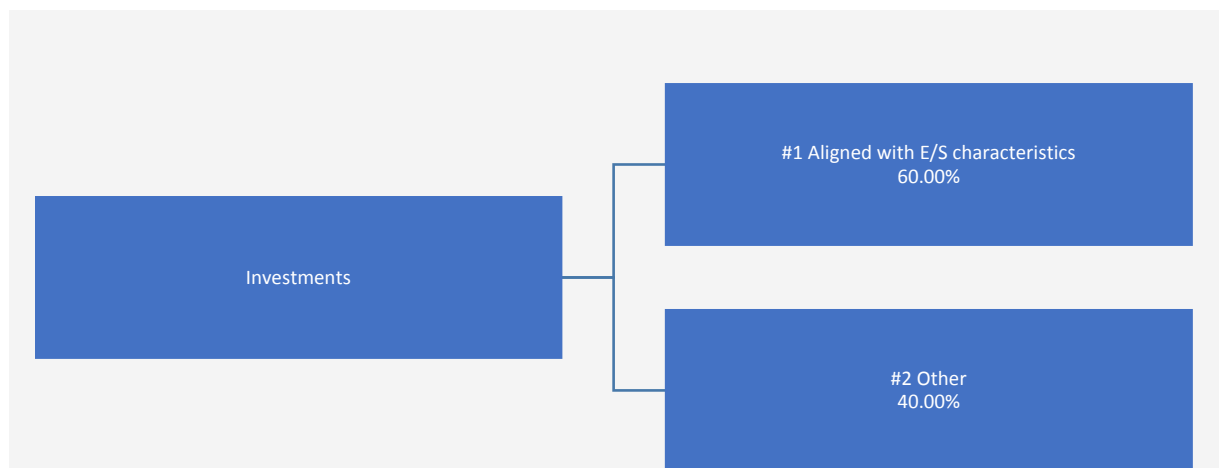 Investments
#1 Aligned with E/S characteristics
60.00%
#2 Other
40.00%